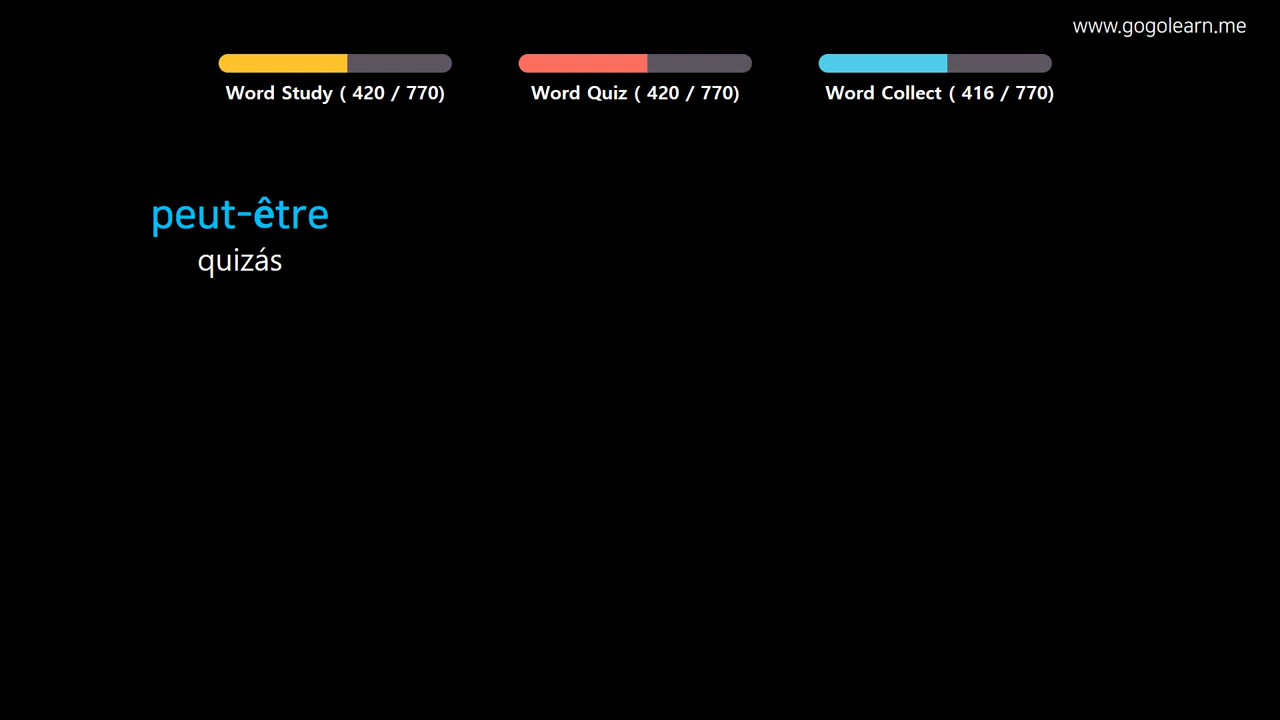 www.gogolearn.me
Word Study ( 420 / 770)
Word Quiz ( 420 / 770)
Word Collect ( 416 / 770)
peut-être
quizás